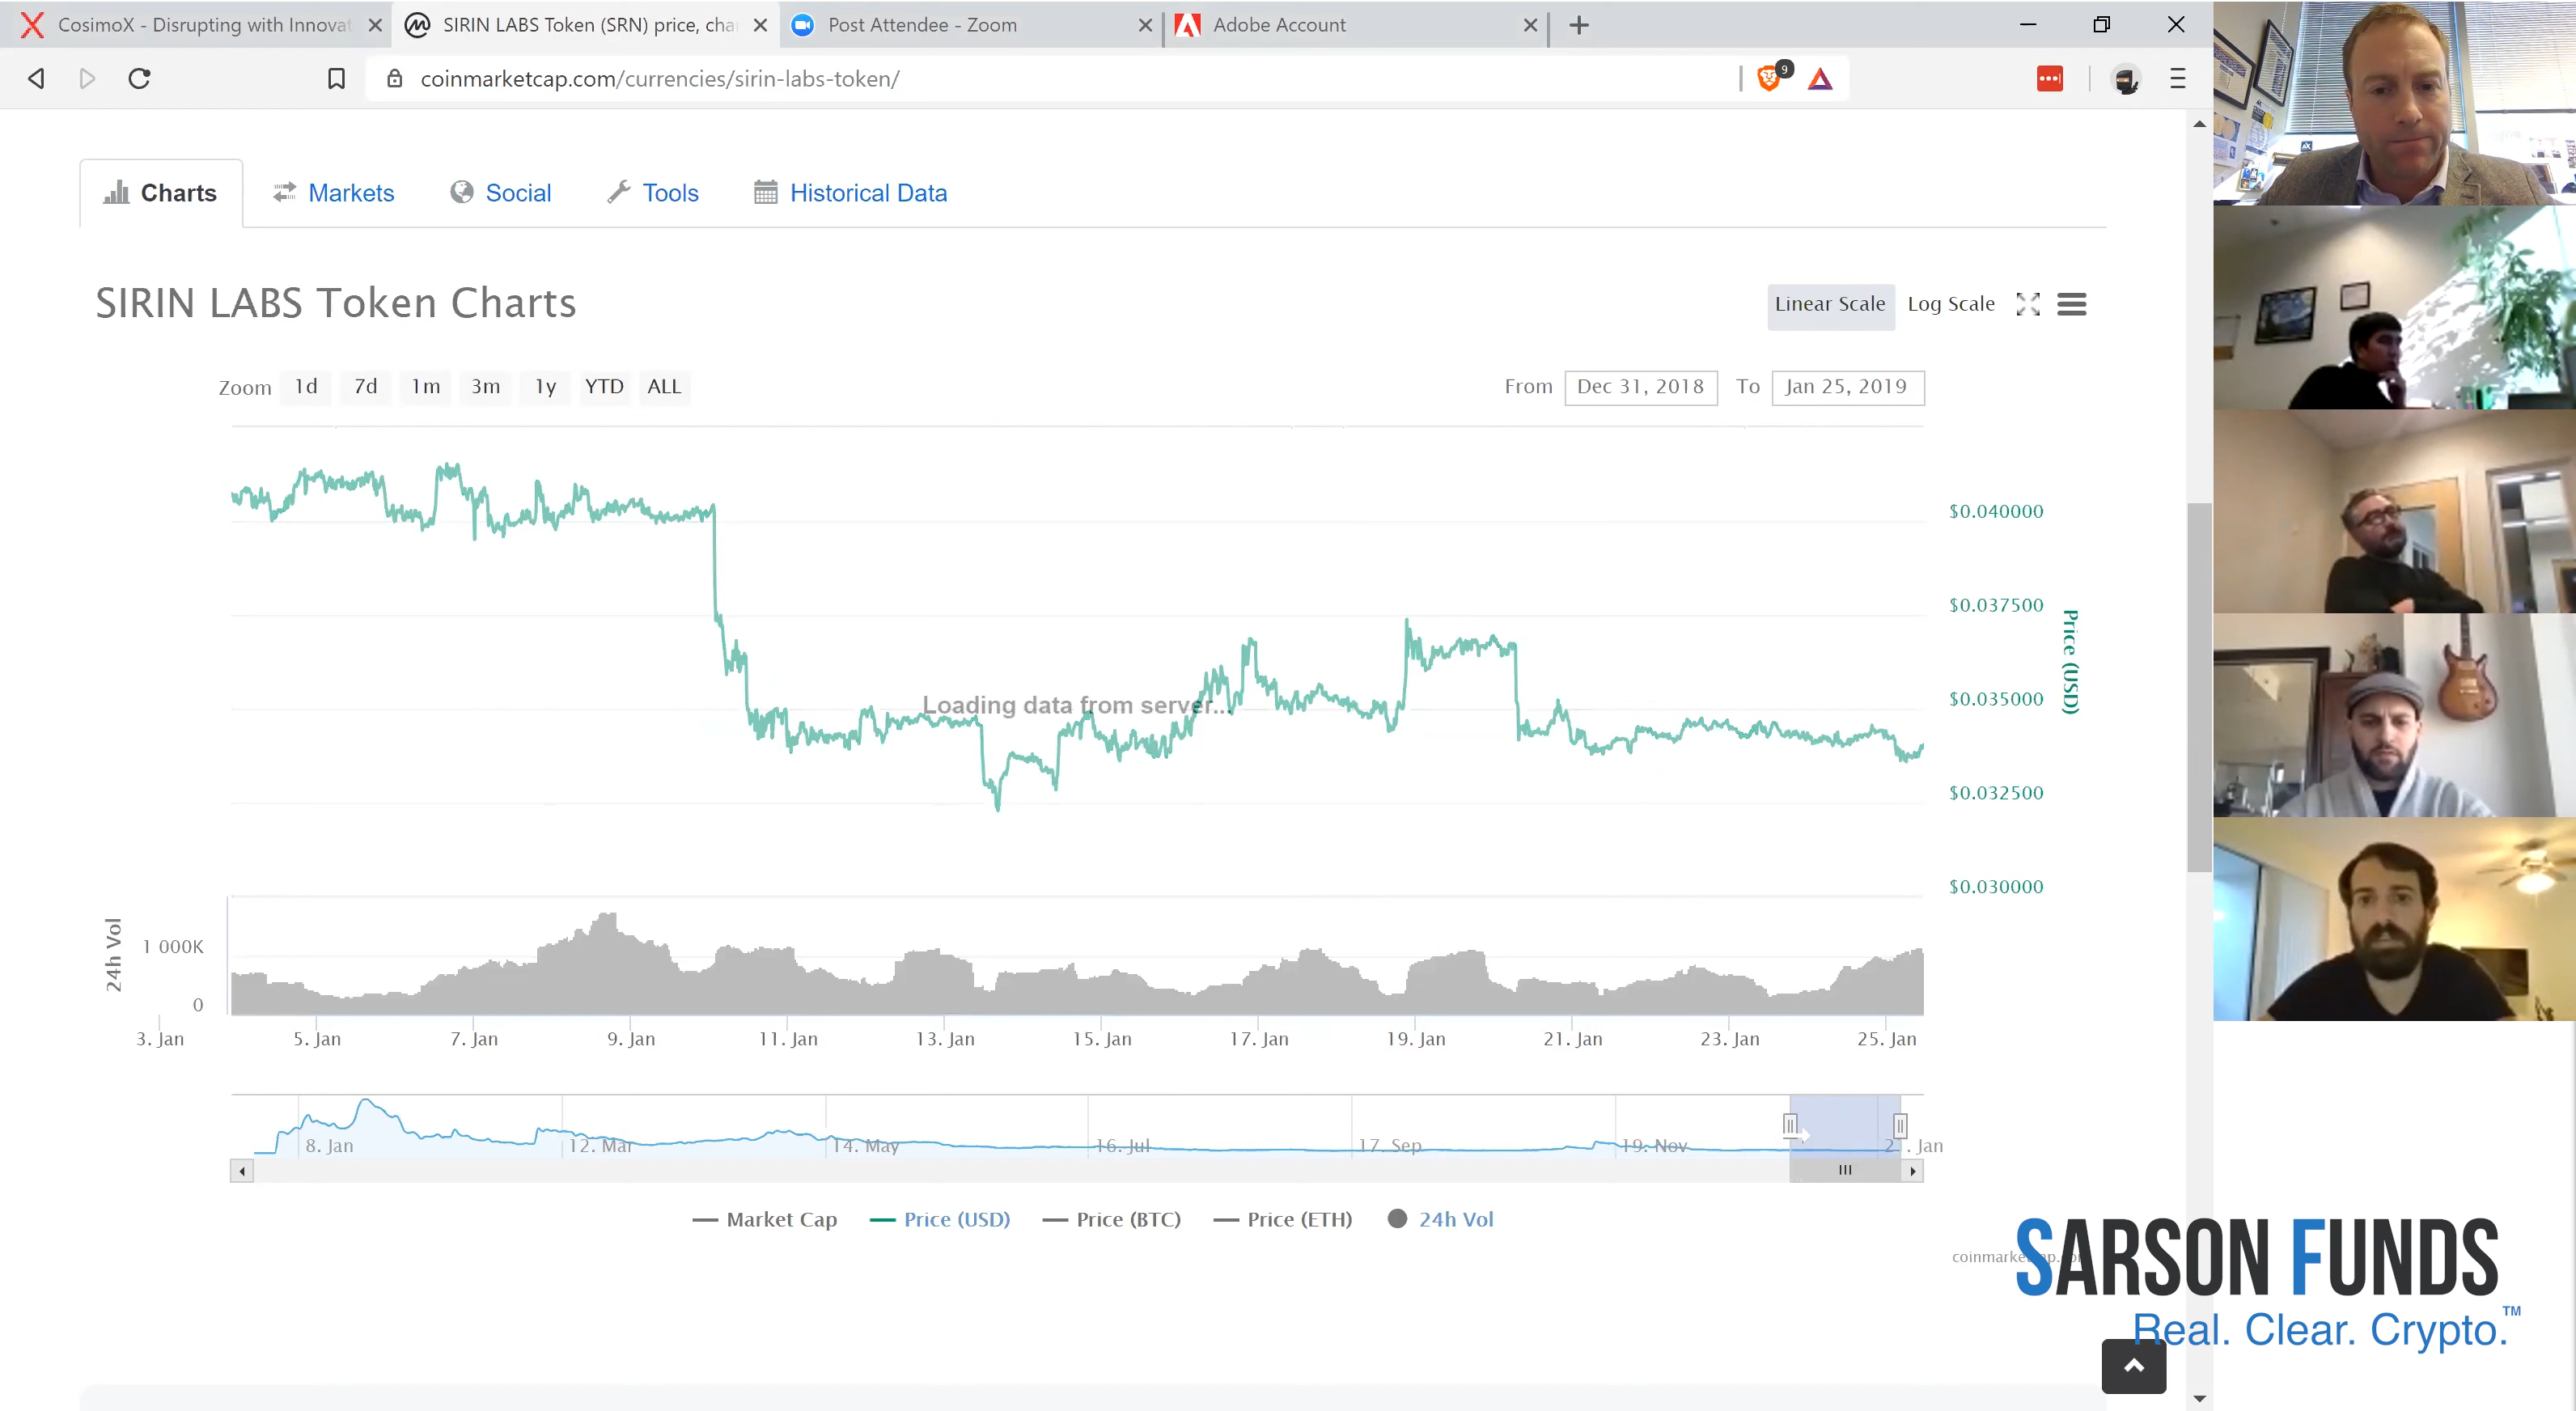 CosimoX - Disrupting with Innovat
SIRIN LABS Token (SRN) price, cha
Post Attendee - Zoom
Adobe Account
coinmarketcap.com/currencies/sirin-labs-token/
9
Charts
Markets
Social
Tools
Historical Data
SIRIN LABS Token Charts
Linear Scale
Log Scale
Zoom 1d 7d 1m 3m 1y YTD ALL
From Dec 31, 2018 To Jan 25, 2019
$0.040000
$0.037500
$0.035000
$0.032500
$0.030000
Price (USD)
Loading data from server...
24h Vol
1 000K
0
3. Jan 5. Jan 7. Jan 9. Jan 11. Jan 13. Jan 15. Jan 17. Jan 19. Jan 21. Jan 23. Jan 25. Jan
8. Jan 12. Mar 14. May 16. Jul 17. Sep 19. Nov Jan
Market Cap Price (USD) Price (BTC) Price (ETH) 24h Vol
SARSON FUNDS
Real. Clear. Crypto.™